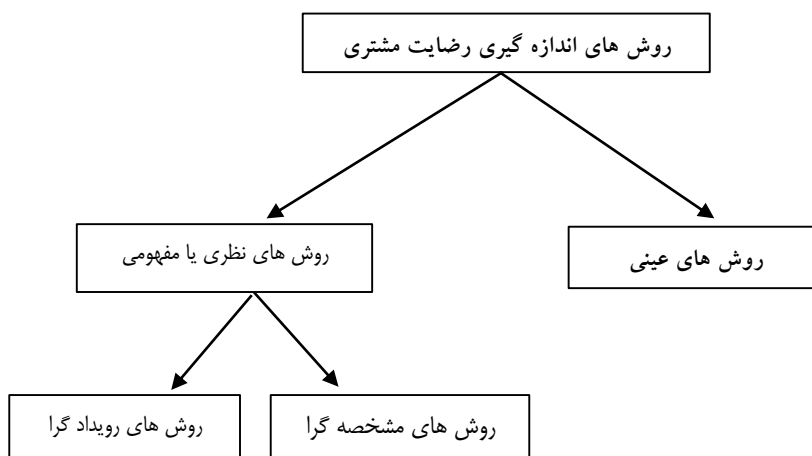 روش های اندازه گیری رضایت مشتری
روش های عینی
روش های نظری یا مفهومی
روش های مشخصه گرا
روش های رویداد گرا